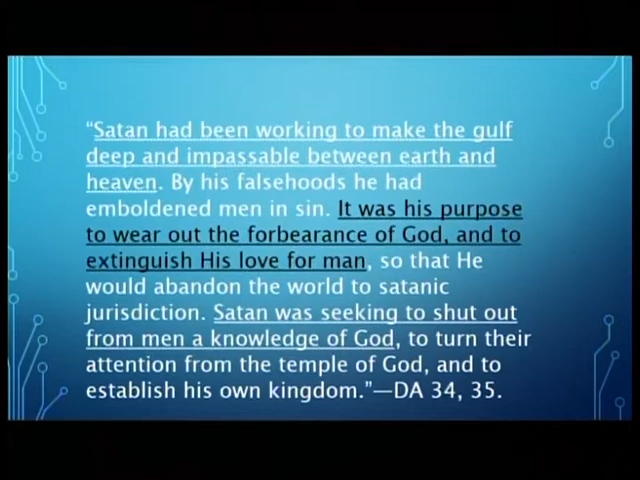 “Satan had been working to make the gulf
deep and impassable between earth and
heaven. By his falsehoods he had
emboldened men in sin. It was his purpose
to wear out the forbearance of God, and to
extinguish His love for man, so that He
would abandon the world to satanic
jurisdiction. Satan was seeking to shut out
from men a knowledge of God, to turn their
attention from the temple of God, and to
establish his own kingdom.”—DA 34, 35.